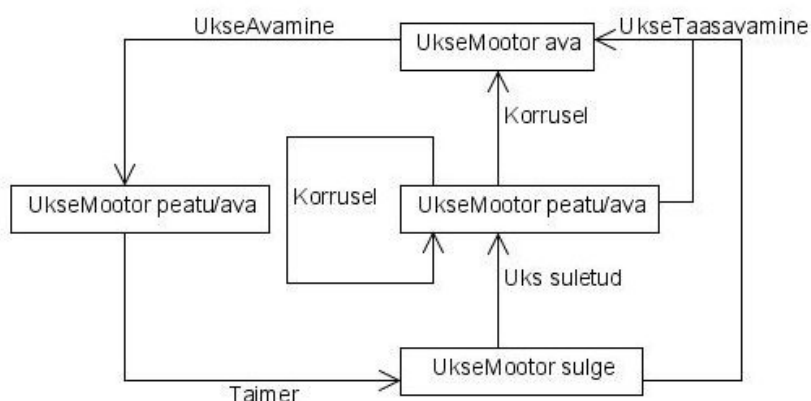 UkseAvamine
UkseTaasavamine
UkseMootor ava
Korrusel
Korrusel
UkseMootor peatu/ava
UkseMootor peatu/ava
Uks suletud
UkseMootor sulge
Taimer